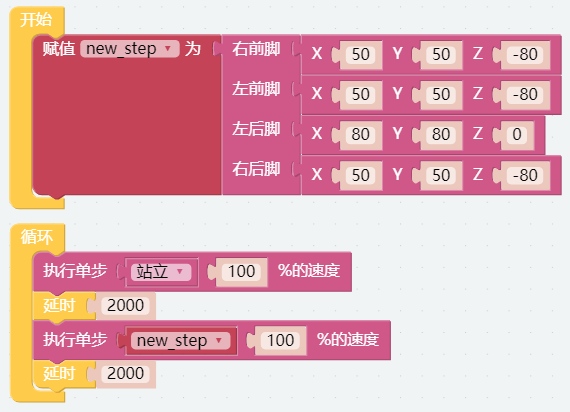 开始
赋值 new_step 为 右前脚 X 50 Y 50 Z -80
左前脚 X 50 Y 50 Z -80
左后脚 X 80 Y 80 Z 0
右后脚 X 50 Y 50 Z -80
循环
执行单步 站立 100 %的速度
延时 2000
执行单步 new_step 100 %的速度
延时 2000